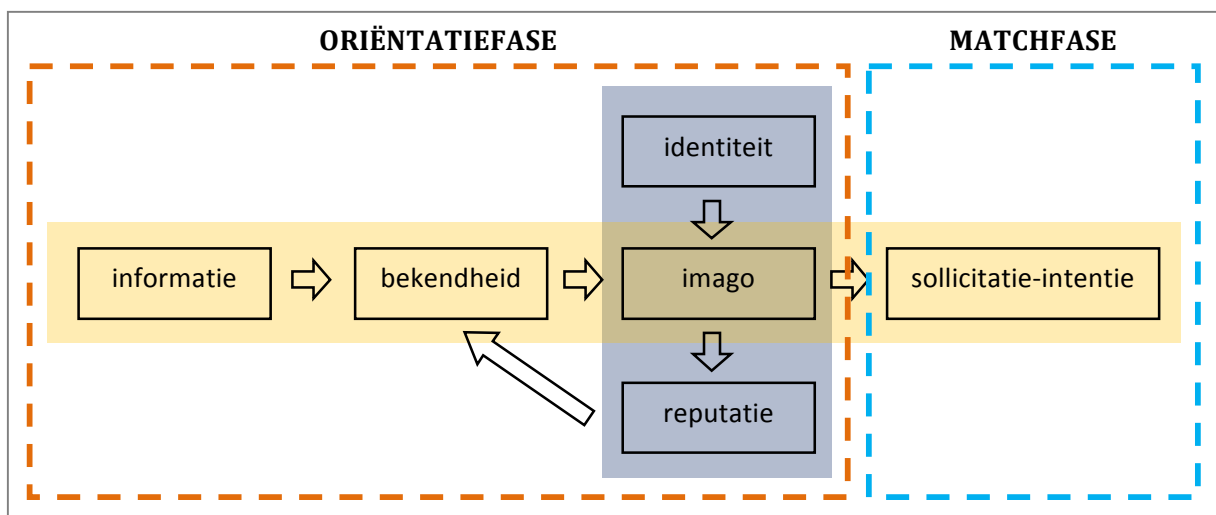 ORIËNTATIEFASE
MATCHFASE
identiteit
informatie
bekendheid
imago
sollicitatie-intentie
reputatie